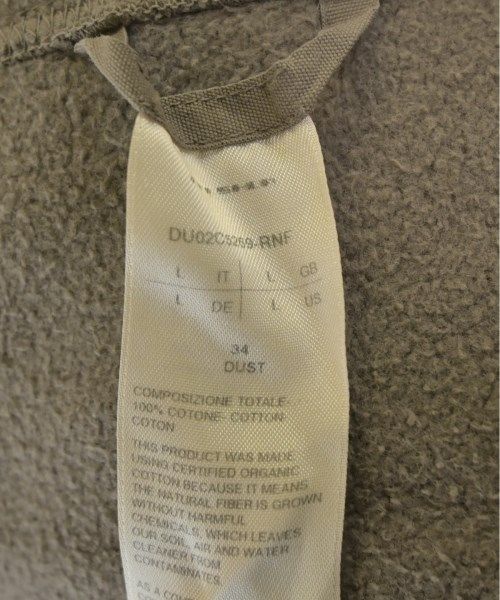 DU02C5269-RNF
L IT L GB
L DE L US
34
DUST
COMPOSIZIONE TOTALE-
100% COTONE- COTTON-
COTON
THIS PRODUCT WAS MADE
USING CERTIFIED ORGANIC
COTTON BECAUSE IT MEANS
THE NATURAL FIBER IS GROWN
WITHOUT HARMFUL
CHEMICALS, WHICH LEAVES
OUR SOIL, AIR AND WATER
CLEANER FROM
CONTAMINATES.
AS A